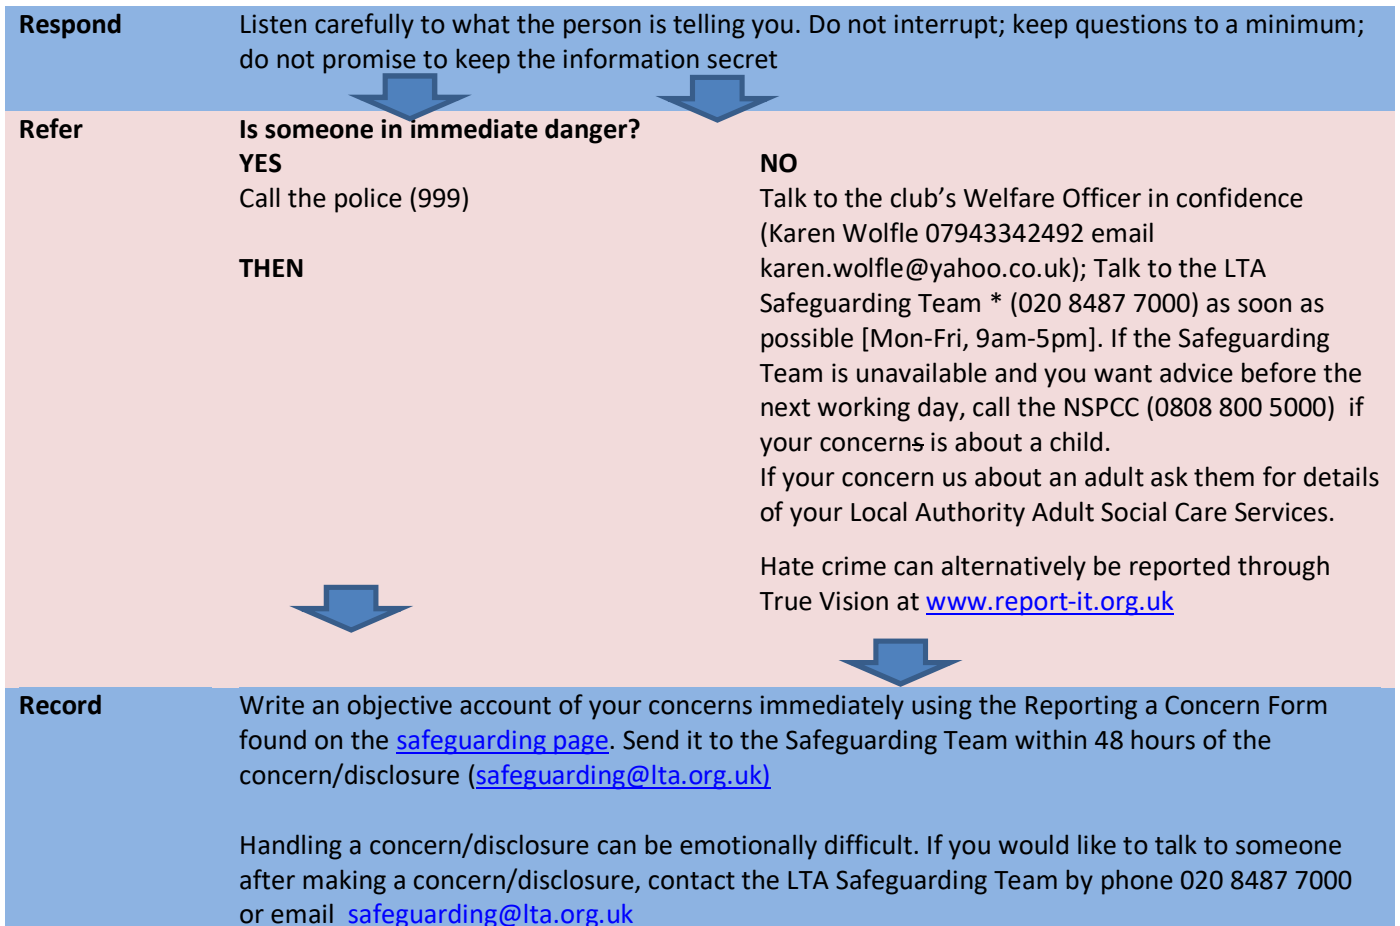 Respond
Listen carefully to what the person is telling you. Do not interrupt; keep questions to a minimum;
do not promise to keep the information secret
Refer
Is someone in immediate danger?
YES
Call the police (999)
THEN
NO
Talk to the club’s Welfare Officer in confidence
(Karen Wolfle 07943342492 email
karen.wolfle@yahoo.co.uk); Talk to the LTA
Safeguarding Team * (020 8487 7000) as soon as
possible [Mon-Fri, 9am-5pm]. If the Safeguarding
Team is unavailable and you want advice before the
next working day, call the NSPCC (0808 800 5000)  if
your concerns is about a child.
If your concern us about an adult ask them for details
of your Local Authority Adult Social Care Services.
Hate crime can alternatively be reported through
True Vision at www.report-it.org.uk
Record
Write an objective account of your concerns immediately using the Reporting a Concern Form
found on the safeguarding page. Send it to the Safeguarding Team within 48 hours of the
concern/disclosure (safeguarding@lta.org.uk)
Handling a concern/disclosure can be emotionally difficult. If you would like to talk to someone
after making a concern/disclosure, contact the LTA Safeguarding Team by phone 020 8487 7000
or email  safeguarding@lta.org.uk